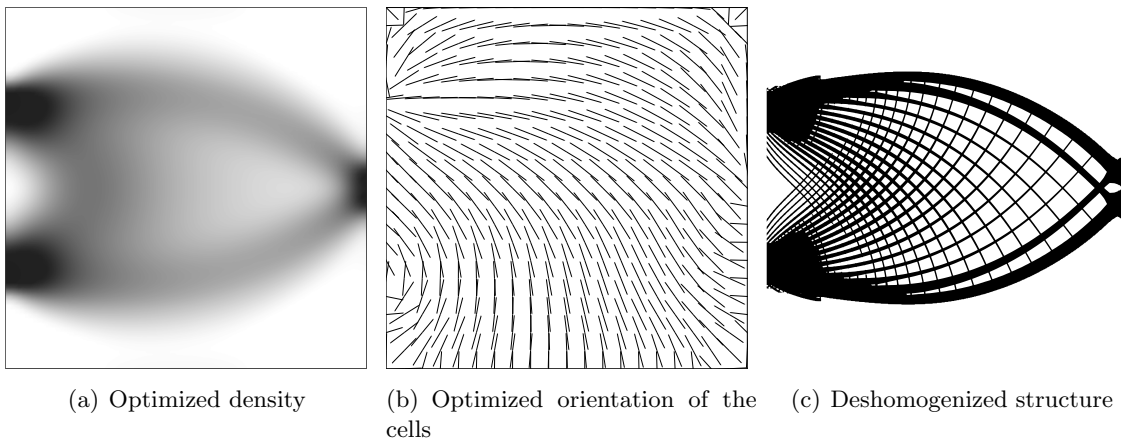 (a) Optimized density
(b) Optimized orientation of the
cells
(c) Deshomogenized structure